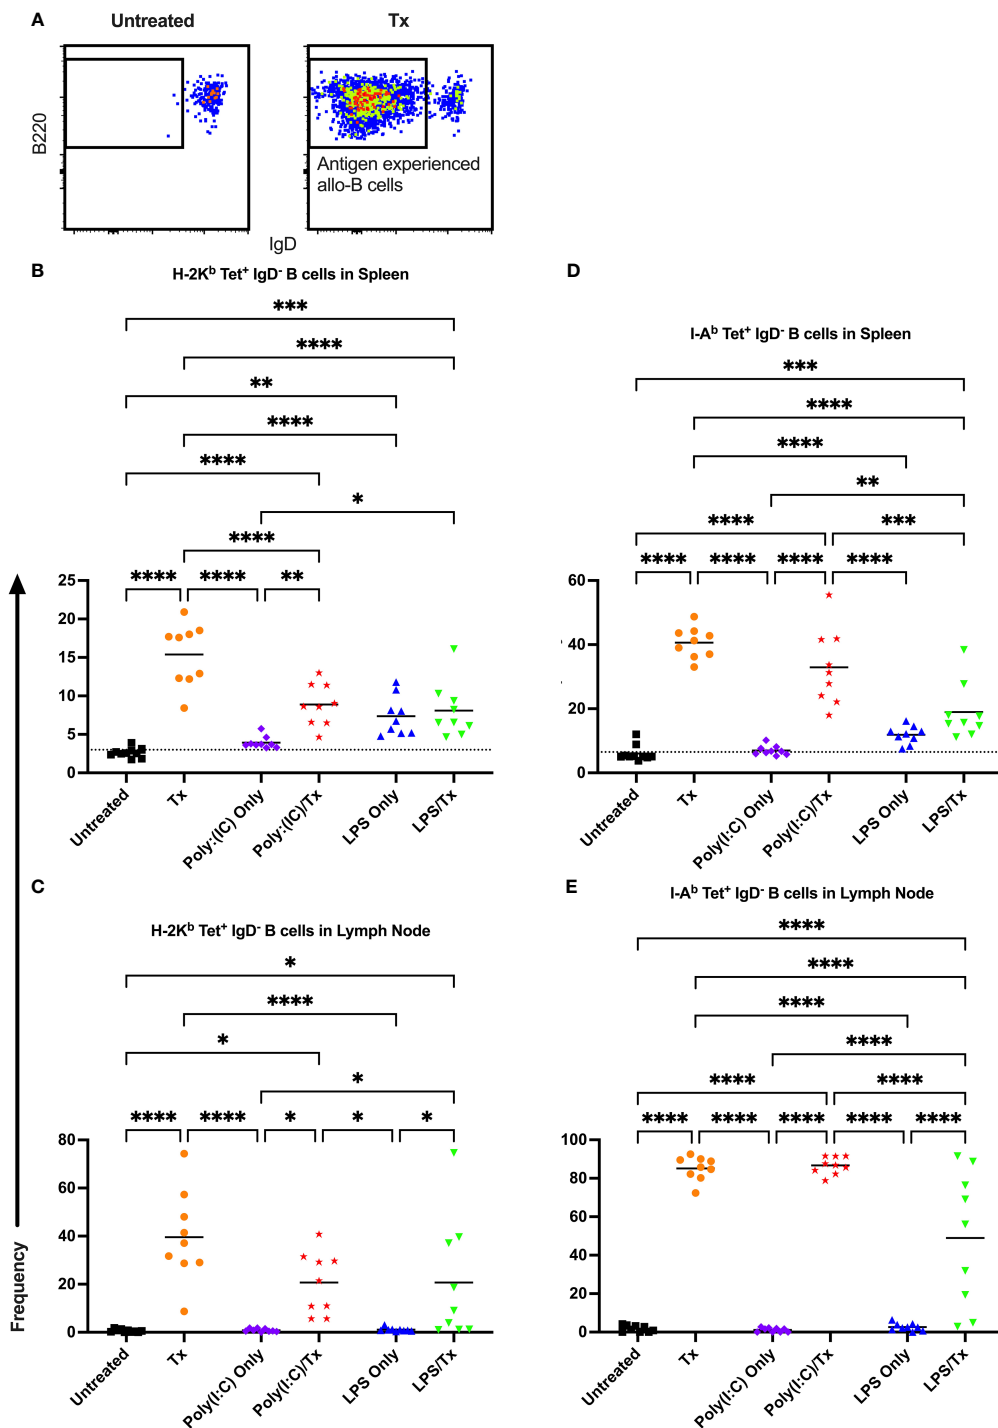 A
Untreated
Tx
B220
Antigen experienced
allo-B cells
IgD
B
H-2Kᵇ Tet⁺ IgD⁻ B cells in Spleen
***
****
**
****
****
*
****
**** **** **
25
20
15
10
5
0
Untreated
Tx
Poly:(IC) Only
Poly:(IC)/Tx
LPS Only
LPS/Tx
D
I-Aᵇ Tet⁺ IgD⁻ B cells in Spleen
***
****
****
**
**** ***
**** **** **** ****
60
40
20
0
Untreated
Tx
Poly(I:C) Only
Poly(I:C)/Tx
LPS Only
LPS/Tx
C
H-2Kᵇ Tet⁺ IgD⁻ B cells in Lymph Node
*
****
*
*
**** **** * * *
80
60
40
20
0
Untreated
Tx
Poly(I:C) Only
Poly(I:C)/Tx
LPS Only
LPS/Tx
E
I-Aᵇ Tet⁺ IgD⁻ B cells in Lymph Node
****
****
****
****
**** ****
**** **** **** **** ****
100
80
60
40
20
0
Untreated
Tx
Poly(I:C) Only
Poly(I:C)/Tx
LPS Only
LPS/Tx
Frequency